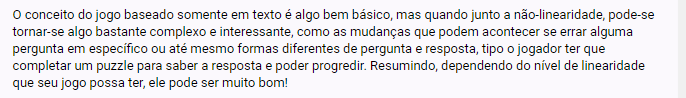 O conceito do jogo baseado somente em texto é algo bem básico, mas quando junto a não-linearidade, pode-se
tornar-se algo bastante complexo e interessante, como as mudanças que podem acontecer se errar alguma
pergunta em específico ou até mesmo formas diferentes de pergunta e resposta, tipo o jogador ter que
completar um puzzle para saber a resposta e poder progredir. Resumindo, dependendo do nível de linearidade
que seu jogo possa ter, ele pode ser muito bom!